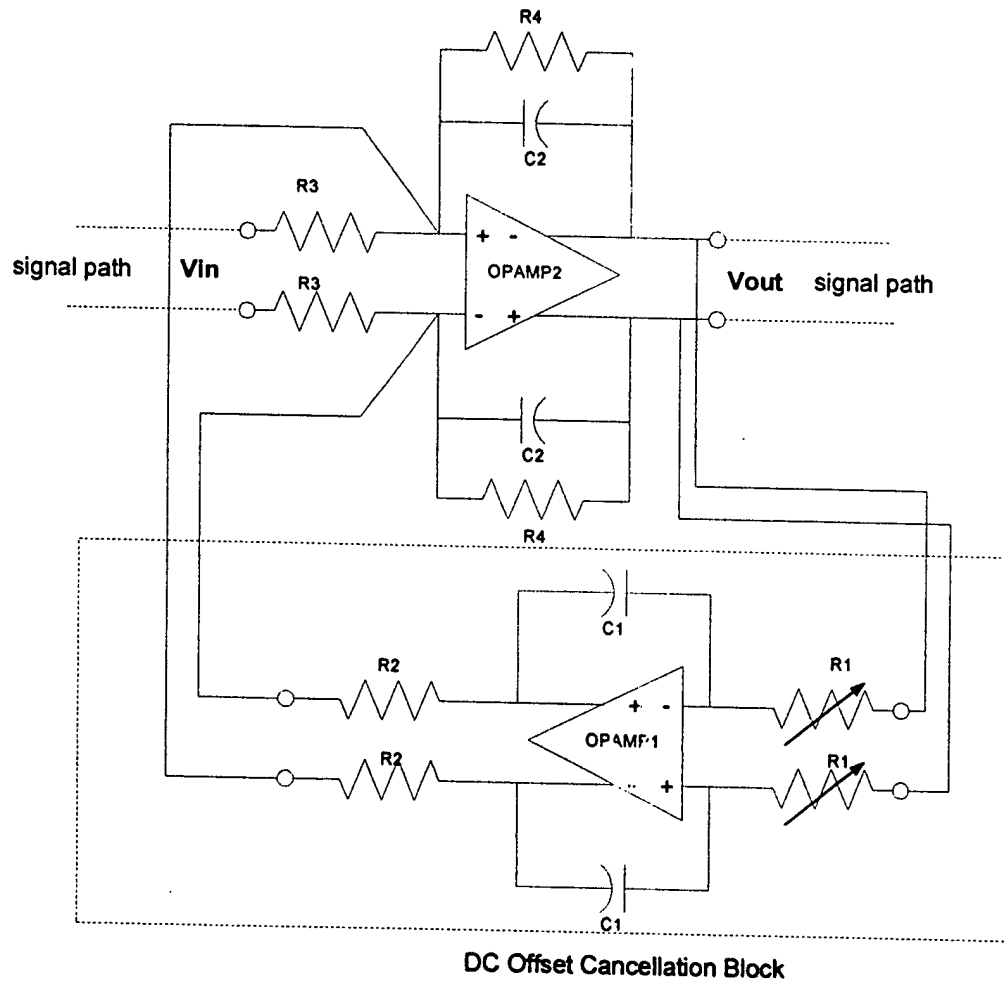 R4
C2
R3
+ -
signal path
Vin
OPAMP2
Vout
signal path
R3
- +
C2
R4
C1
R2
R1
+ -
OPAMP1
R2
R1
+
C1
DC Offset Cancellation Block